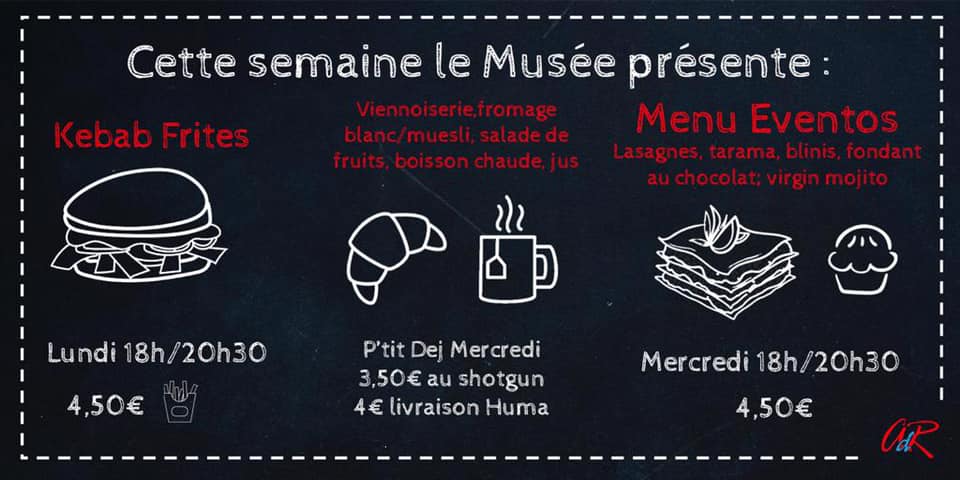 Cette semaine le Musée présente :
Kebab Frites
Lundi 18h/20h30
4,50€
Viennoiserie,fromage
blanc/muesli, salade de
fruits, boisson chaude, jus
P'tit Dej Mercredi
3,50€ au shotgun
4€ livraison Huma
Menu Eventos
Lasagnes, tarama, blinis, fondant
au chocolat; virgin mojito
Mercredi 18h/20h30
4,50€
AdR